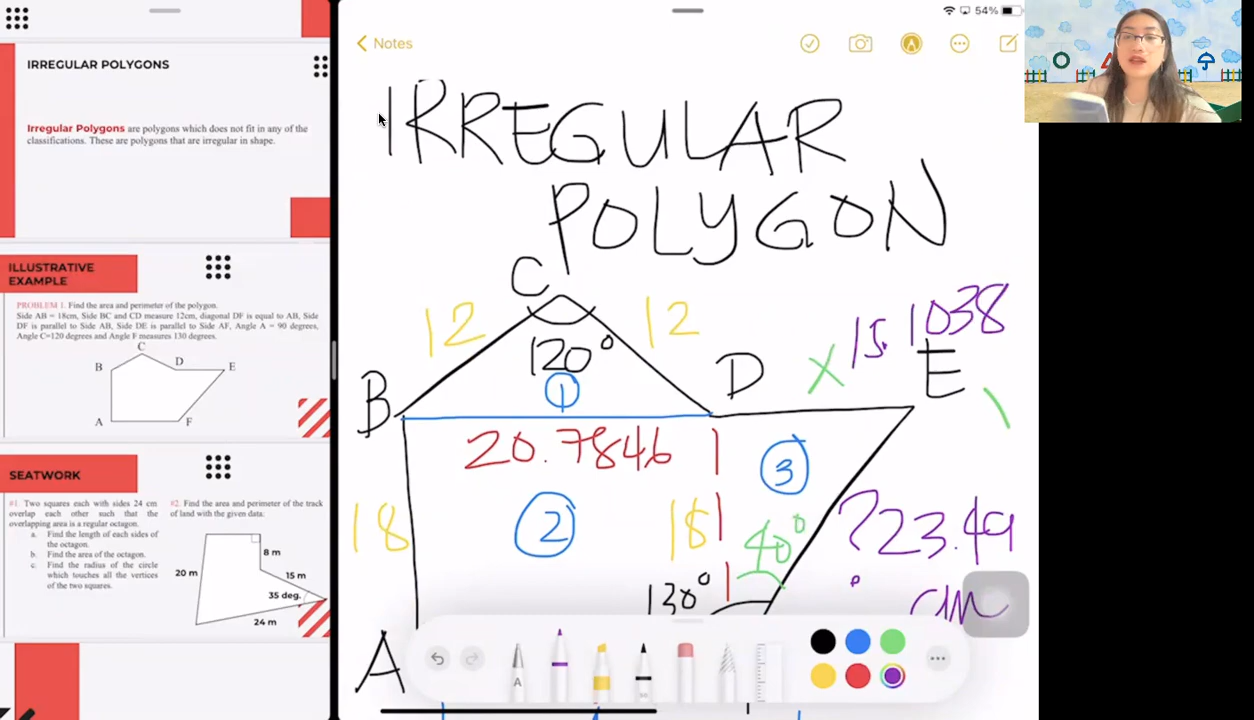 IRREGULAR POLYGONS
Irregular Polygons are polygons which does not fit in any of the
classifications. These are polygons that are irregular in shape.
ILLUSTRATIVE
EXAMPLE
PROBLEM 1. Find the area and perimeter of the polygon.
Side AB = 18cm, Side BC and CD measure 12cm, diagonal DF is equal to AB, Side
DF is parallel to Side AB, Side DE is parallel to Side AF, Angle A = 90 degrees,
Angle C=120 degrees and Angle F measures 130 degrees.
C
B
D
E
A
F
SEATWORK
#1. Two squares each with sides 24 cm
overlap each other such that the
overlapping area is a regular octagon.
a. Find the length of each sides of
the octagon.
b. Find the area of the octagon.
c. Find the radius of the circle
which touches all the vertices
of the two squares.
#2. Find the area and perimeter of the track
of land with the given data.
8 m
20 m
15 m
35 deg.
24 m
54%
Notes
IRREGULAR
POLYGON
C
12
12
15.1038
120°
D
X
E
B
1
20.7846
3
18
2
18
40°
? 23.49
cm
130°
A
A